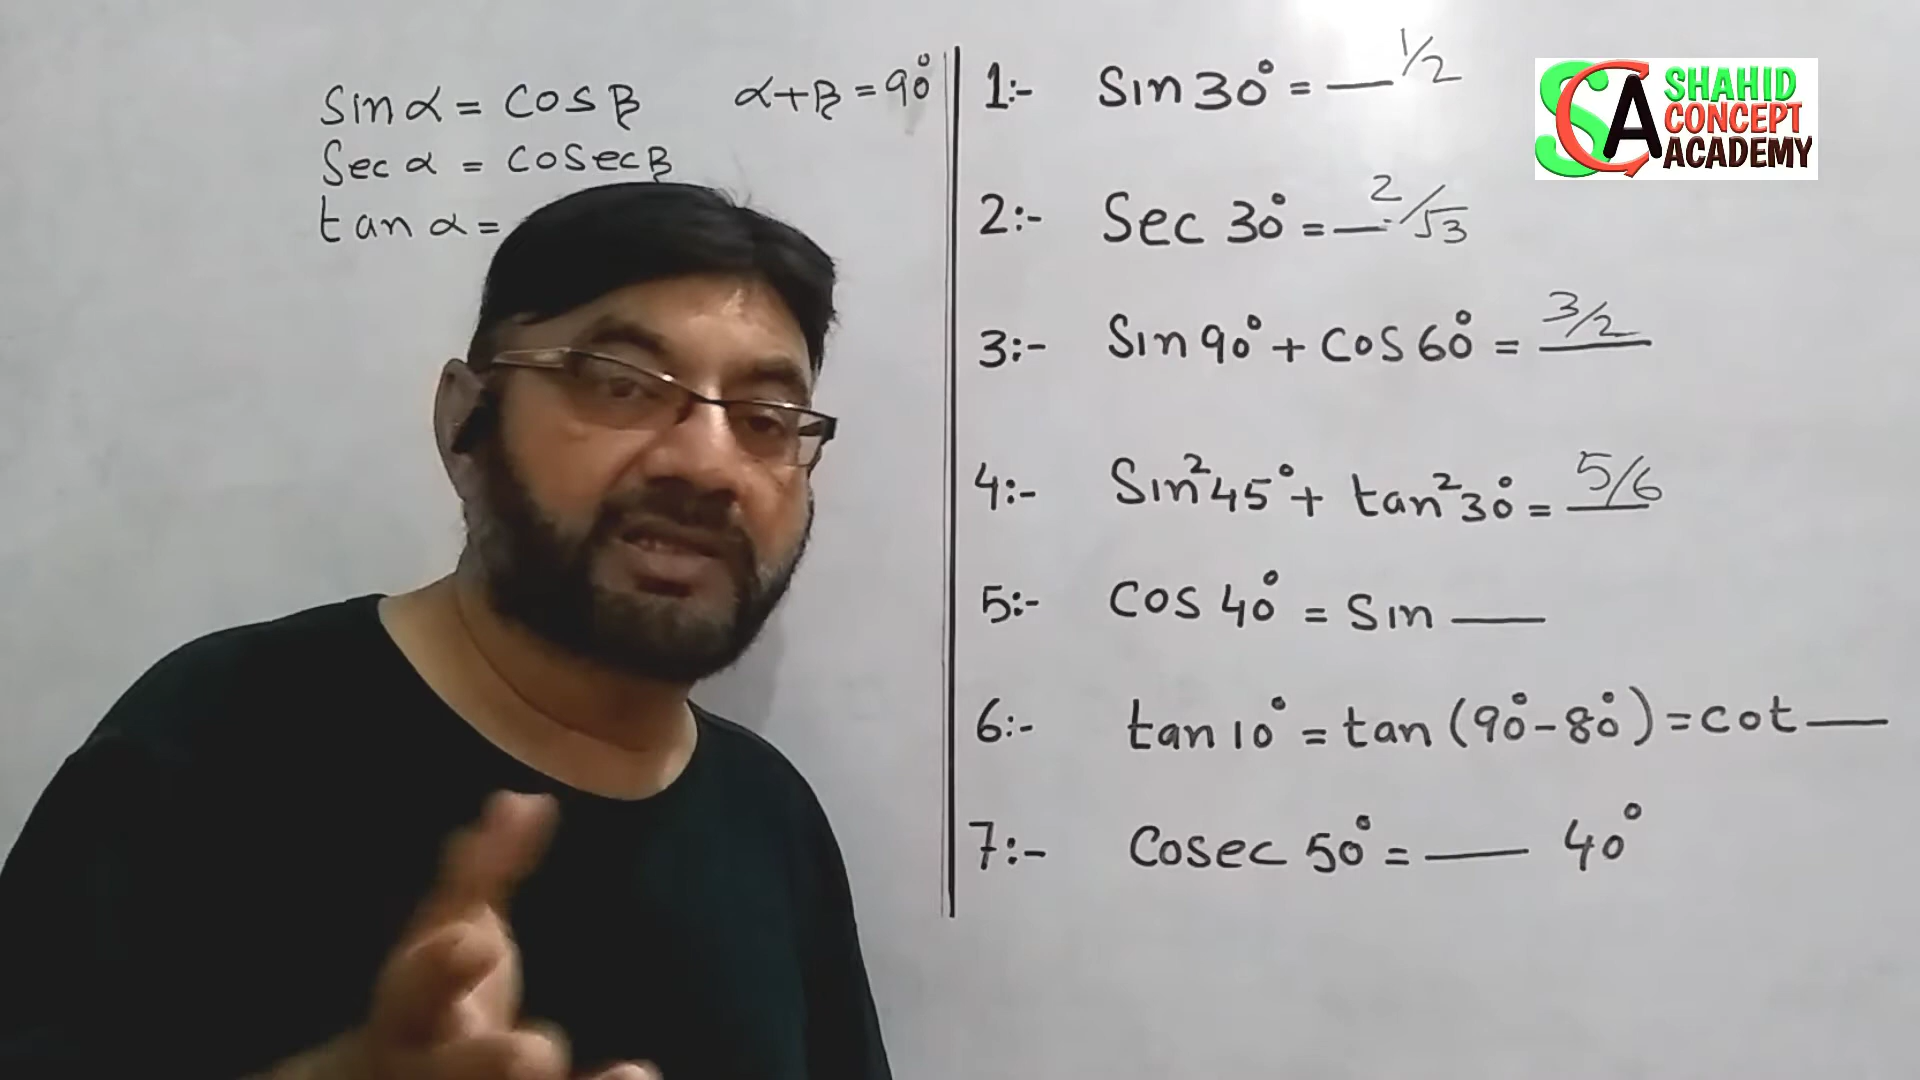 Sin α = COS β    α+β = 90°
Sec α = COSEC β
tan α =
1:- Sin 30° = — 1/2
2:- Sec 30° = — 2/√3
3:- Sin 90° + COS 60° = 3/2
4:- Sin²45° + tan²30° = 5/6
5:- COS 40° = Sin —
6:- tan 10° = tan (90° - 80°) = cot —
7:- Cosec 50° = — 40°
SCA
SHAHID
CONCEPT
ACADEMY